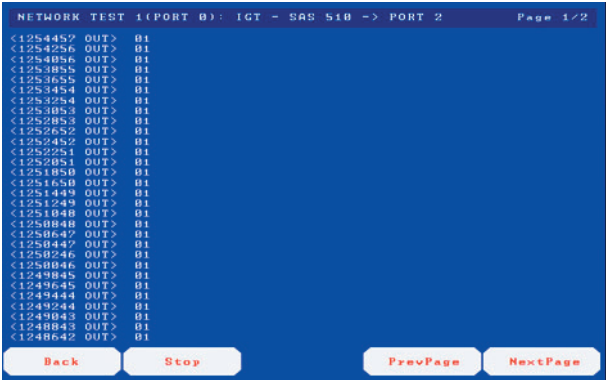 NETWORK TEST 1(PORT 0): IGT - SAS 510 -> PORT 2 Page 1/2
<1254457 OUT> 01
<1254256 OUT> 01
<1254056 OUT> 01
<1253855 OUT> 01
<1253655 OUT> 01
<1253454 OUT> 01
<1253254 OUT> 01
<1253053 OUT> 01
<1252853 OUT> 01
<1252652 OUT> 01
<1252452 OUT> 01
<1252251 OUT> 01
<1252051 OUT> 01
<1251850 OUT> 01
<1251650 OUT> 01
<1251449 OUT> 01
<1251249 OUT> 01
<1251048 OUT> 01
<1250848 OUT> 01
<1250647 OUT> 01
<1250447 OUT> 01
<1250246 OUT> 01
<1250046 OUT> 01
<1249845 OUT> 01
<1249645 OUT> 01
<1249444 OUT> 01
<1249244 OUT> 01
<1249043 OUT> 01
<1248843 OUT> 01
<1248642 OUT> 01
Back Stop PrevPage NextPage